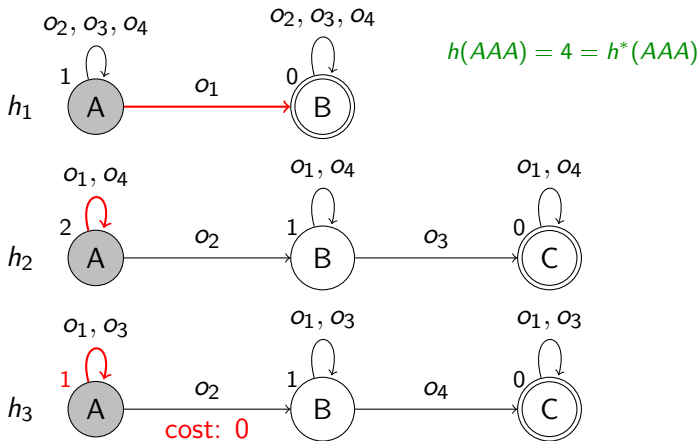 o₂, o₃, o₄
o₂, o₃, o₄
h(AAA) = 4 = h*(AAA)
1
0
h₁
A
o₁
B
o₁, o₄
o₁, o₄
o₁, o₄
2
1
0
h₂
A
o₂
B
o₃
C
o₁, o₃
o₁, o₃
o₁, o₃
1
1
0
h₃
A
o₂
B
o₄
C
cost: 0